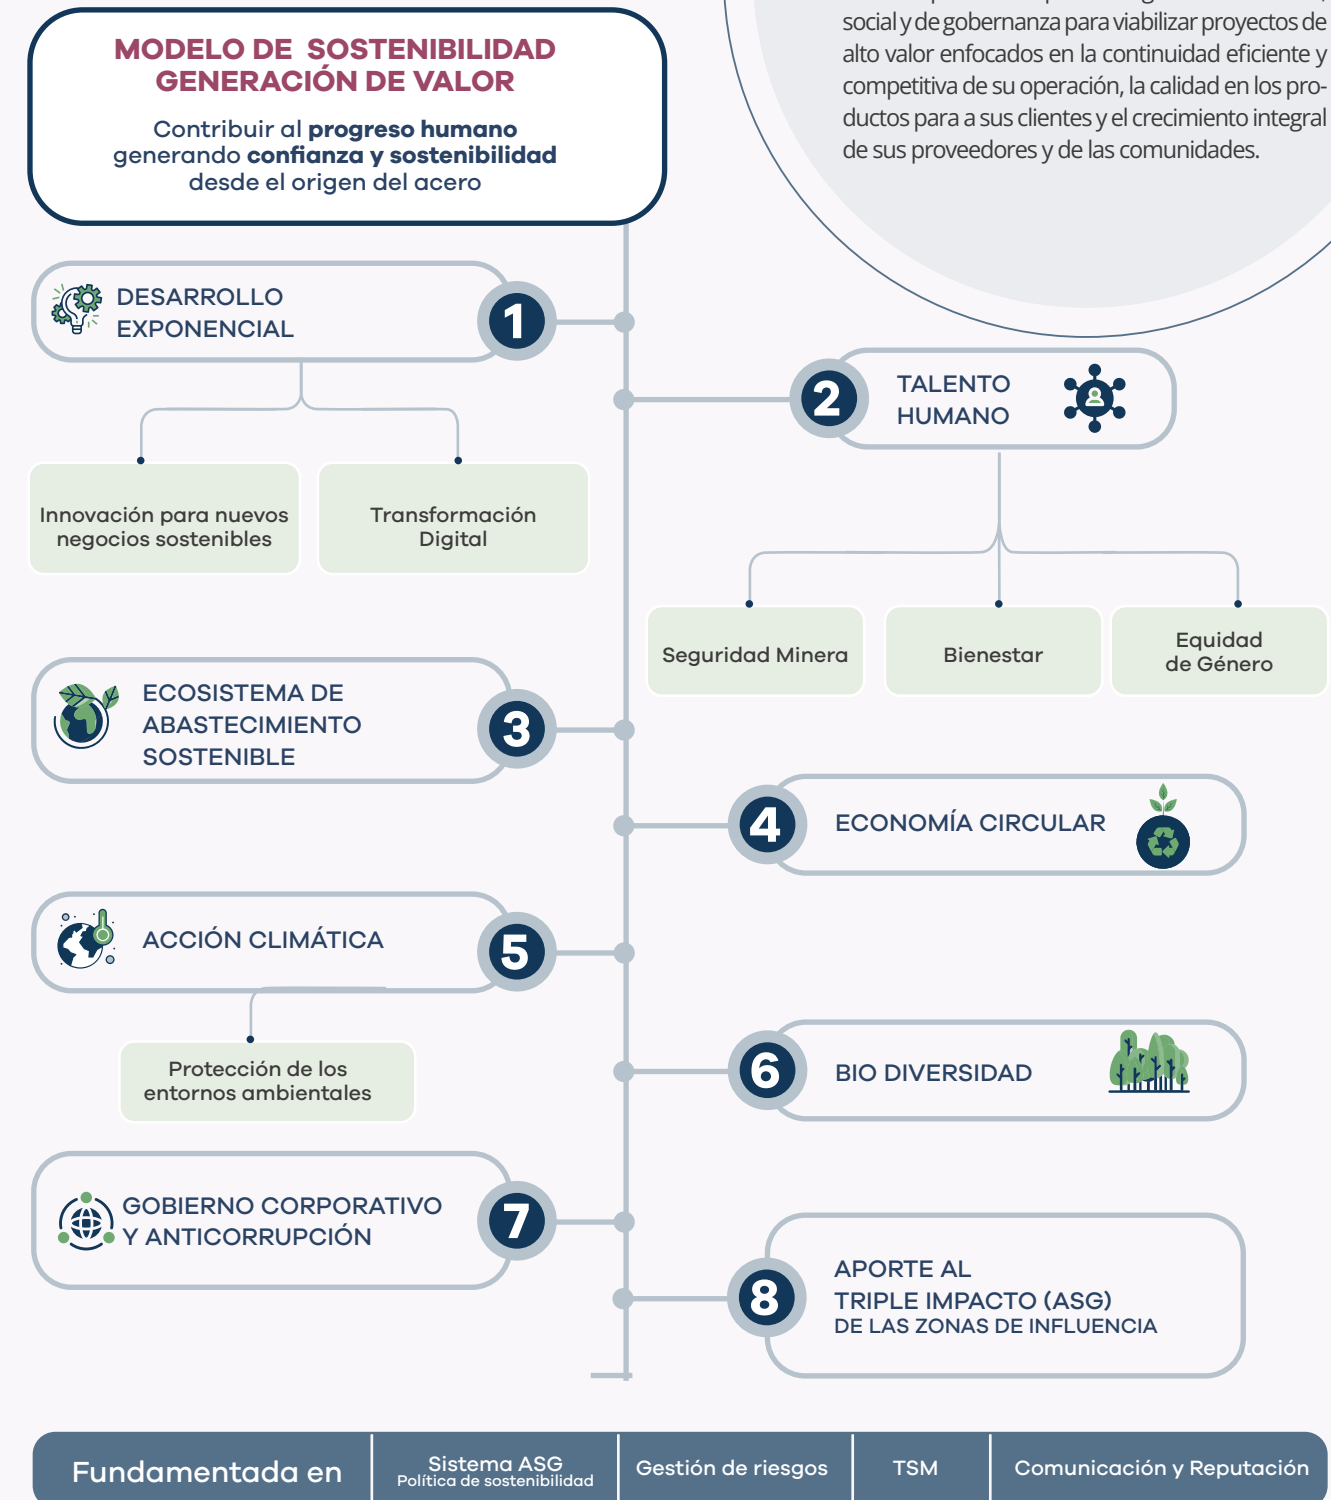 MODELO DE SOSTENIBILIDAD
GENERACIÓN DE VALOR
Contribuir al progreso humano
generando confianza y sostenibilidad
desde el origen del acero
social y de gobernanza para viabilizar proyectos de
alto valor enfocados en la continuidad eficiente y
competitiva de su operación, la calidad en los pro-
ductos para a sus clientes y el crecimiento integral
de sus proveedores y de las comunidades.
DESARROLLO
EXPONENCIAL
1
Innovación para nuevos
negocios sostenibles
Transformación
Digital
2
TALENTO
HUMANO
Seguridad Minera
Bienestar
Equidad
de Género
ECOSISTEMA DE
ABASTECIMIENTO
SOSTENIBLE
3
4
ECONOMÍA CIRCULAR
ACCIÓN CLIMÁTICA
5
Protección de los
entornos ambientales
6
BIO DIVERSIDAD
GOBIERNO CORPORATIVO
Y ANTICORRUPCIÓN
7
8
APORTE AL
TRIPLE IMPACTO (ASG)
DE LAS ZONAS DE INFLUENCIA
Fundamentada en
Sistema ASG
Política de sostenibilidad
Gestión de riesgos
TSM
Comunicación y Reputación